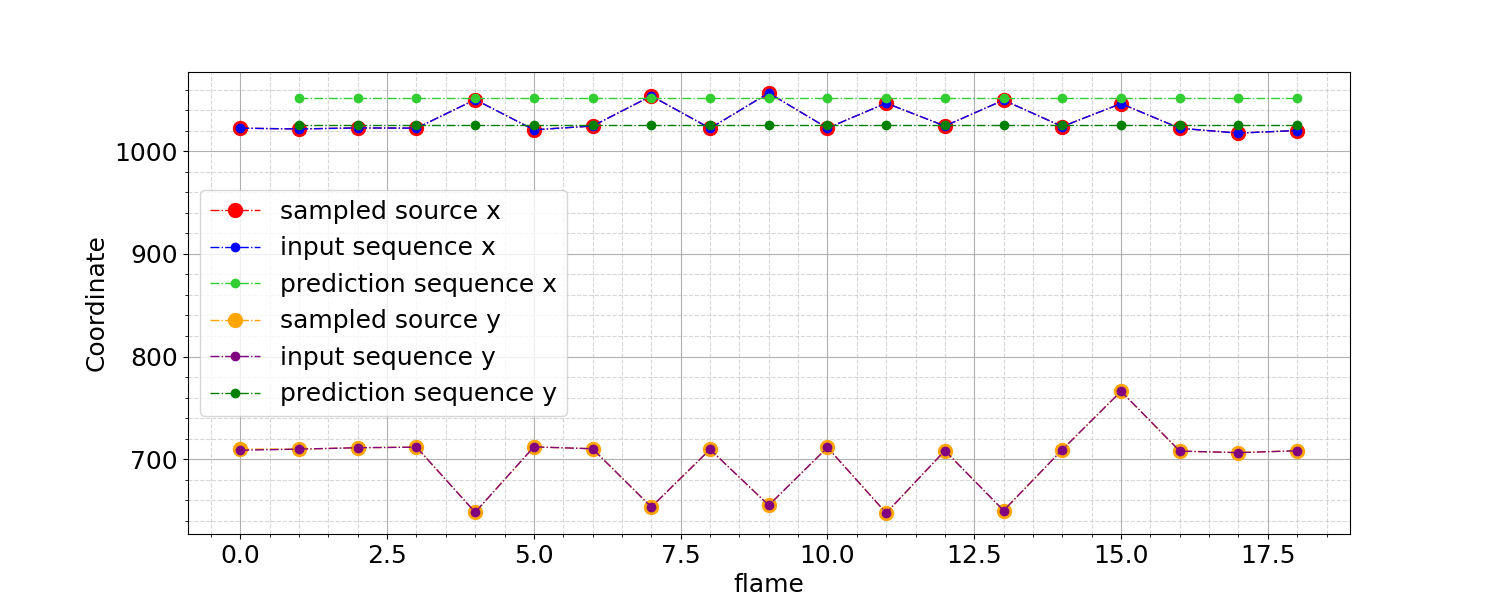 1000
900
800
700
Coordinate
sampled source x
input sequence x
prediction sequence x
sampled source y
input sequence y
prediction sequence y
0.0 2.5 5.0 7.5 10.0 12.5 15.0 17.5
flame